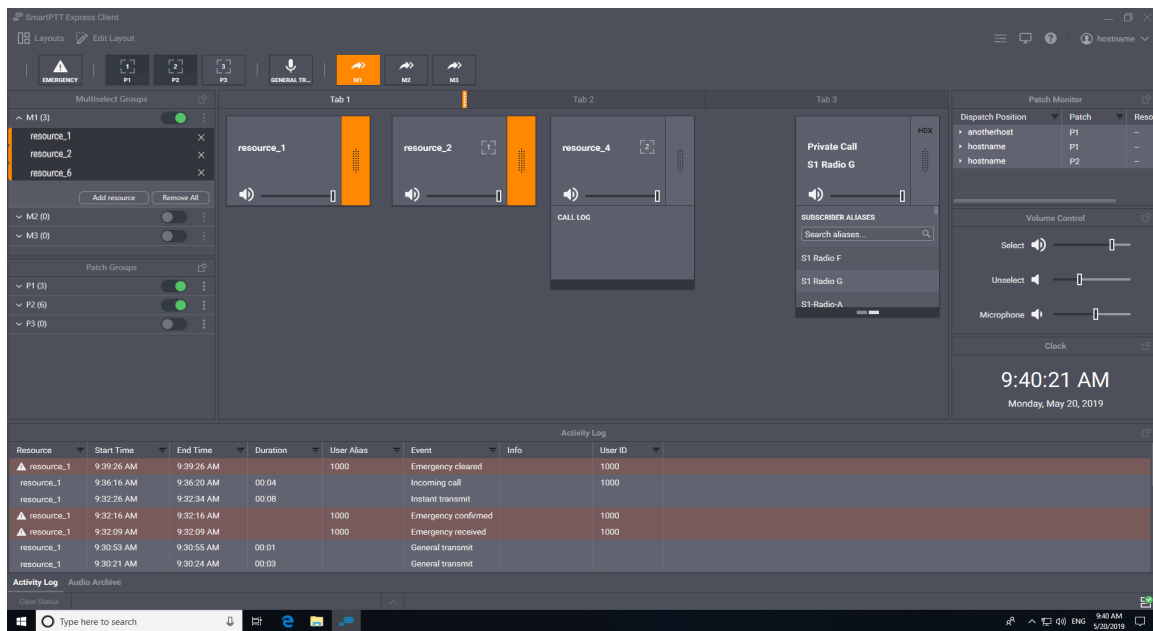 SmartPTT Express Client
Layouts Edit Layout hostname
EMERGENCY 1 P1 2 P2 3 P3 GENERAL TR... M1 M2 M3
Multiselect Groups
M1 (3)
resource_1
resource_2
resource_6
Add resource Remove All
M2 (0)
M3 (0)
Patch Groups
P1 (3)
P2 (6)
P3 (0)
Tab 1 Tab 2 Tab 3
resource_1
resource_2 1
resource_4 2
CALL LOG
HDX
Private Call
S1 Radio G
SUBSCRIBER ALIASES
Search aliases...
S1 Radio F
S1 Radio G
S1-Radio-A
Patch Monitor
Dispatch Position Patch Reso
anotherhost P1 --
hostname P1 --
hostname P2 --
Volume Control
Select
Unselect
Microphone
Clock
9:40:21 AM
Monday, May 20, 2019
Activity Log
Resource Start Time End Time Duration User Alias Event Info User ID
resource_1 9:39:26 AM 9:39:26 AM 1000 Emergency cleared 1000
resource_1 9:36:16 AM 9:36:20 AM 00:04 Incoming call 1000
resource_1 9:32:26 AM 9:32:34 AM 00:08 Instant transmit
resource_1 9:32:16 AM 9:32:16 AM 1000 Emergency confirmed 1000
resource_1 9:32:09 AM 9:32:09 AM 1000 Emergency received 1000
resource_1 9:30:53 AM 9:30:55 AM 00:01 General transmit
resource_1 9:30:21 AM 9:30:24 AM 00:03 General transmit
Activity Log Audio Archive
Clear Status
Type here to search
ENG
9:40 AM
5/20/2019